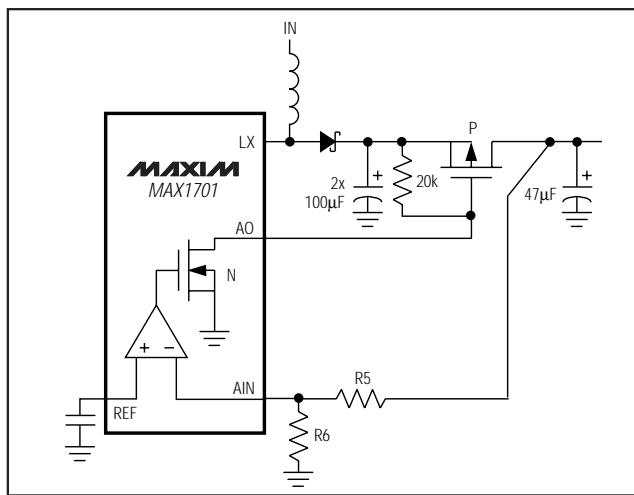 IN
LX
P
MAXIM
MAX1701
2x
100µF
20k
47µF
+
+
AO
N
+ −
AIN
R5
REF
R6